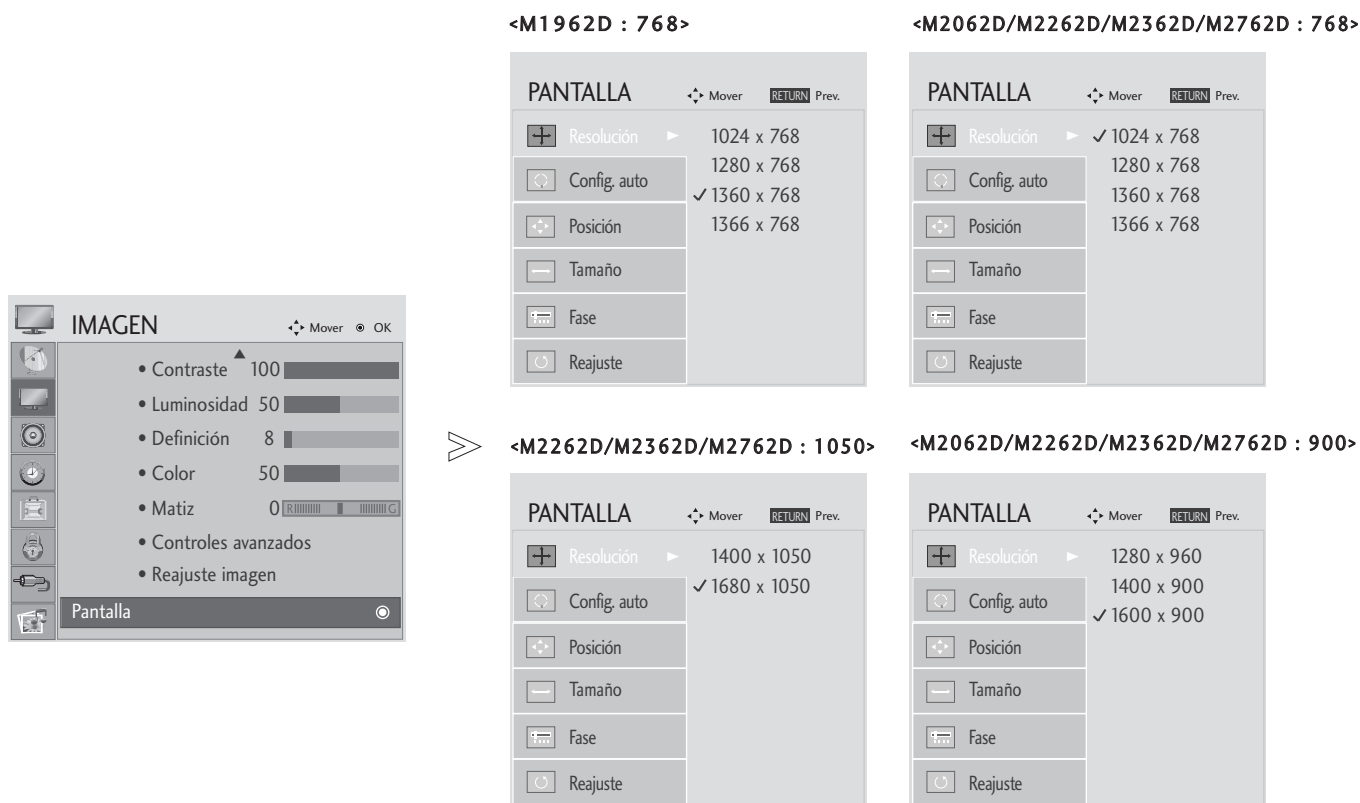 <M1962D : 768>
PANTALLA Mover RETURN Prev.
Resolución 1024 x 768
1280 x 768
Config. auto
✓ 1360 x 768
Posición 1366 x 768
Tamaño
Fase
Reajuste
<M2062D/M2262D/M2362D/M2762D : 768>
PANTALLA Mover RETURN Prev.
Resolución ✓ 1024 x 768
1280 x 768
Config. auto
1360 x 768
Posición 1366 x 768
Tamaño
Fase
Reajuste
IMAGEN Mover OK
• Contraste 100
• Luminosidad 50
• Definición 8
• Color 50
• Matiz 0 R G
• Controles avanzados
• Reajuste imagen
Pantalla
<M2262D/M2362D/M2762D : 1050>
PANTALLA Mover RETURN Prev.
Resolución 1400 x 1050
✓ 1680 x 1050
Config. auto
Posición
Tamaño
Fase
Reajuste
<M2062D/M2262D/M2362D/M2762D : 900>
PANTALLA Mover RETURN Prev.
Resolución 1280 x 960
1400 x 900
Config. auto
✓ 1600 x 900
Posición
Tamaño
Fase
Reajuste